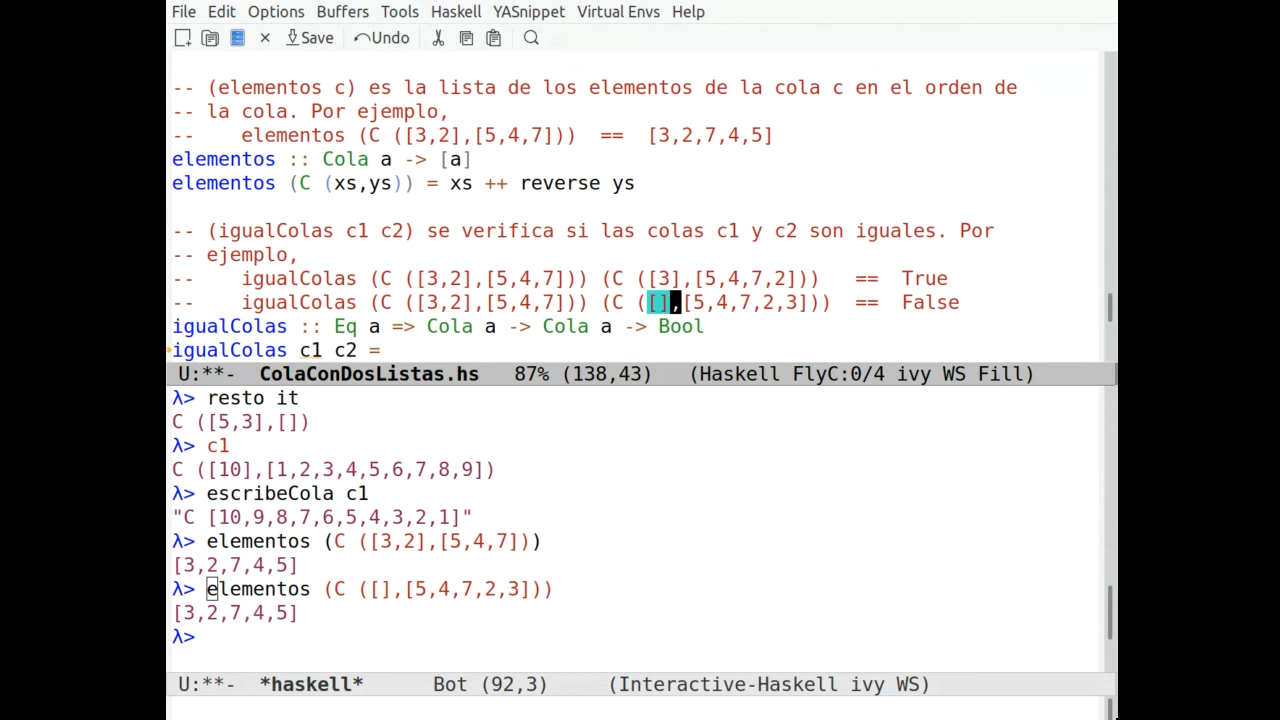 File Edit Options Buffers Tools Haskell YASnippet Virtual Envs Help
Save Undo
-- (elementos c) es la lista de los elementos de la cola c en el orden de
-- la cola. Por ejemplo,
--    elementos (C ([3,2],[5,4,7]))  ==  [3,2,7,4,5]
elementos :: Cola a -> [a]
elementos (C (xs,ys)) = xs ++ reverse ys
-- (igualColas c1 c2) se verifica si las colas c1 y c2 son iguales. Por
-- ejemplo,
--    igualColas (C ([3,2],[5,4,7])) (C ([3],[5,4,7,2]))   ==  True
--    igualColas (C ([3,2],[5,4,7])) (C ([],[5,4,7,2,3]))  ==  False
igualColas :: Eq a => Cola a -> Cola a -> Bool
igualColas c1 c2 =
U:**-  ColaConDosListas.hs   87% (138,43)   (Haskell FlyC:0/4 ivy WS Fill)
λ> resto it
C ([5,3],[])
λ> c1
C ([10],[1,2,3,4,5,6,7,8,9])
λ> escribeCola c1
"C [10,9,8,7,6,5,4,3,2,1]"
λ> elementos (C ([3,2],[5,4,7]))
[3,2,7,4,5]
λ> elementos (C ([],[5,4,7,2,3]))
[3,2,7,4,5]
λ>
U:**-  *haskell*      Bot (92,3)     (Interactive-Haskell ivy WS)